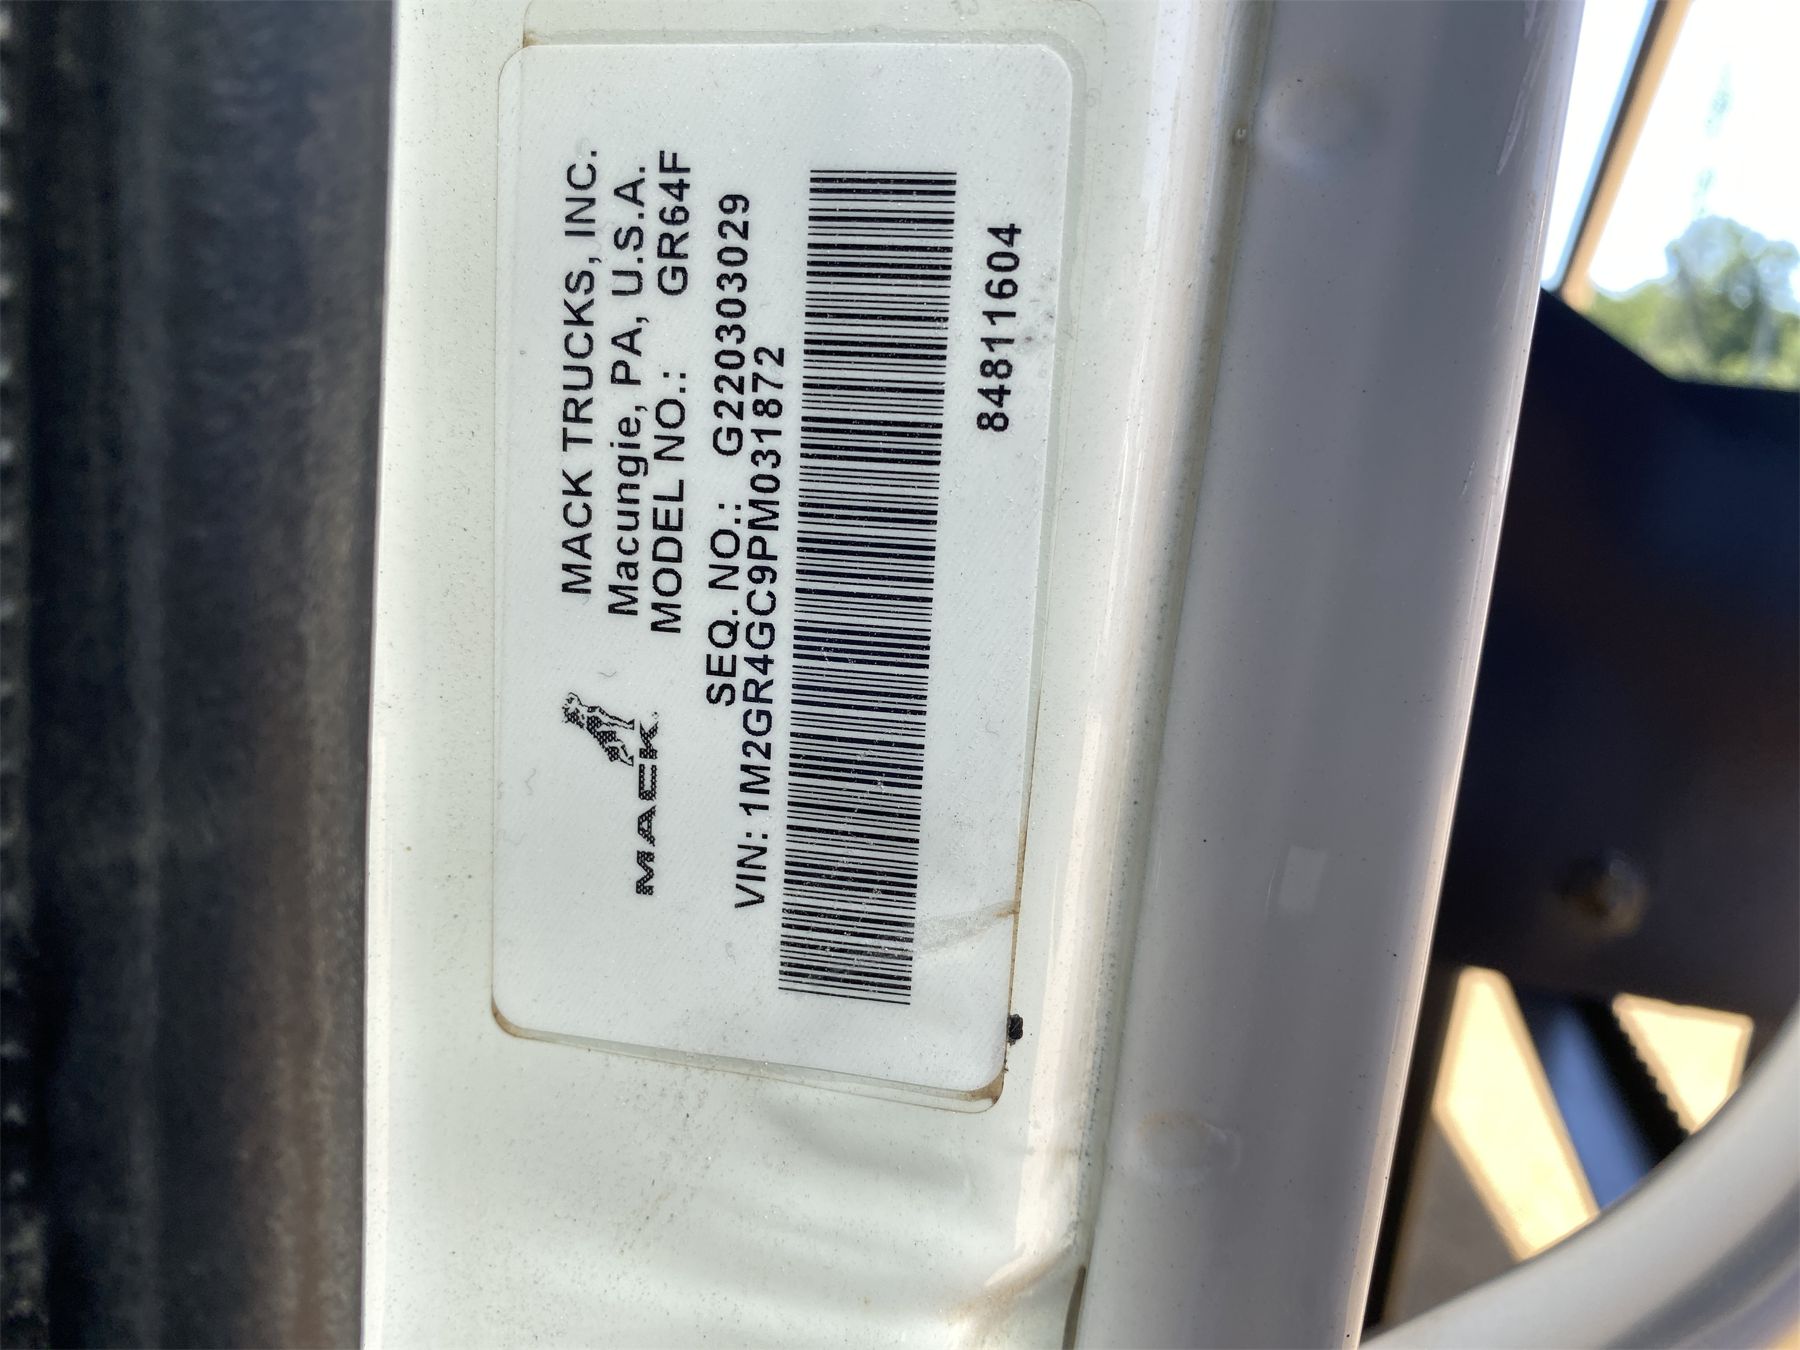 MACK TRUCKS, INC.
Macungie, PA, U.S.A.
MODEL NO.: GR64F
MACK
SEQ. NO.: G220303029
VIN: 1M2GR4GC9PM031872
84811604